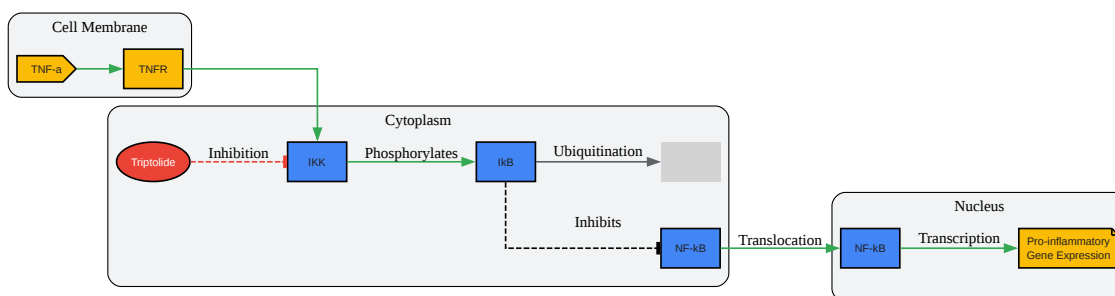 Cell Membrane
TNF-a
TNFR
Cytoplasm
Triptolide
Inhibition
IKK
Phosphorylates
IkB
Ubiquitination
Inhibits
NF-kB
Translocation
Nucleus
NF-kB
Transcription
Pro-inflammatory
Gene Expression